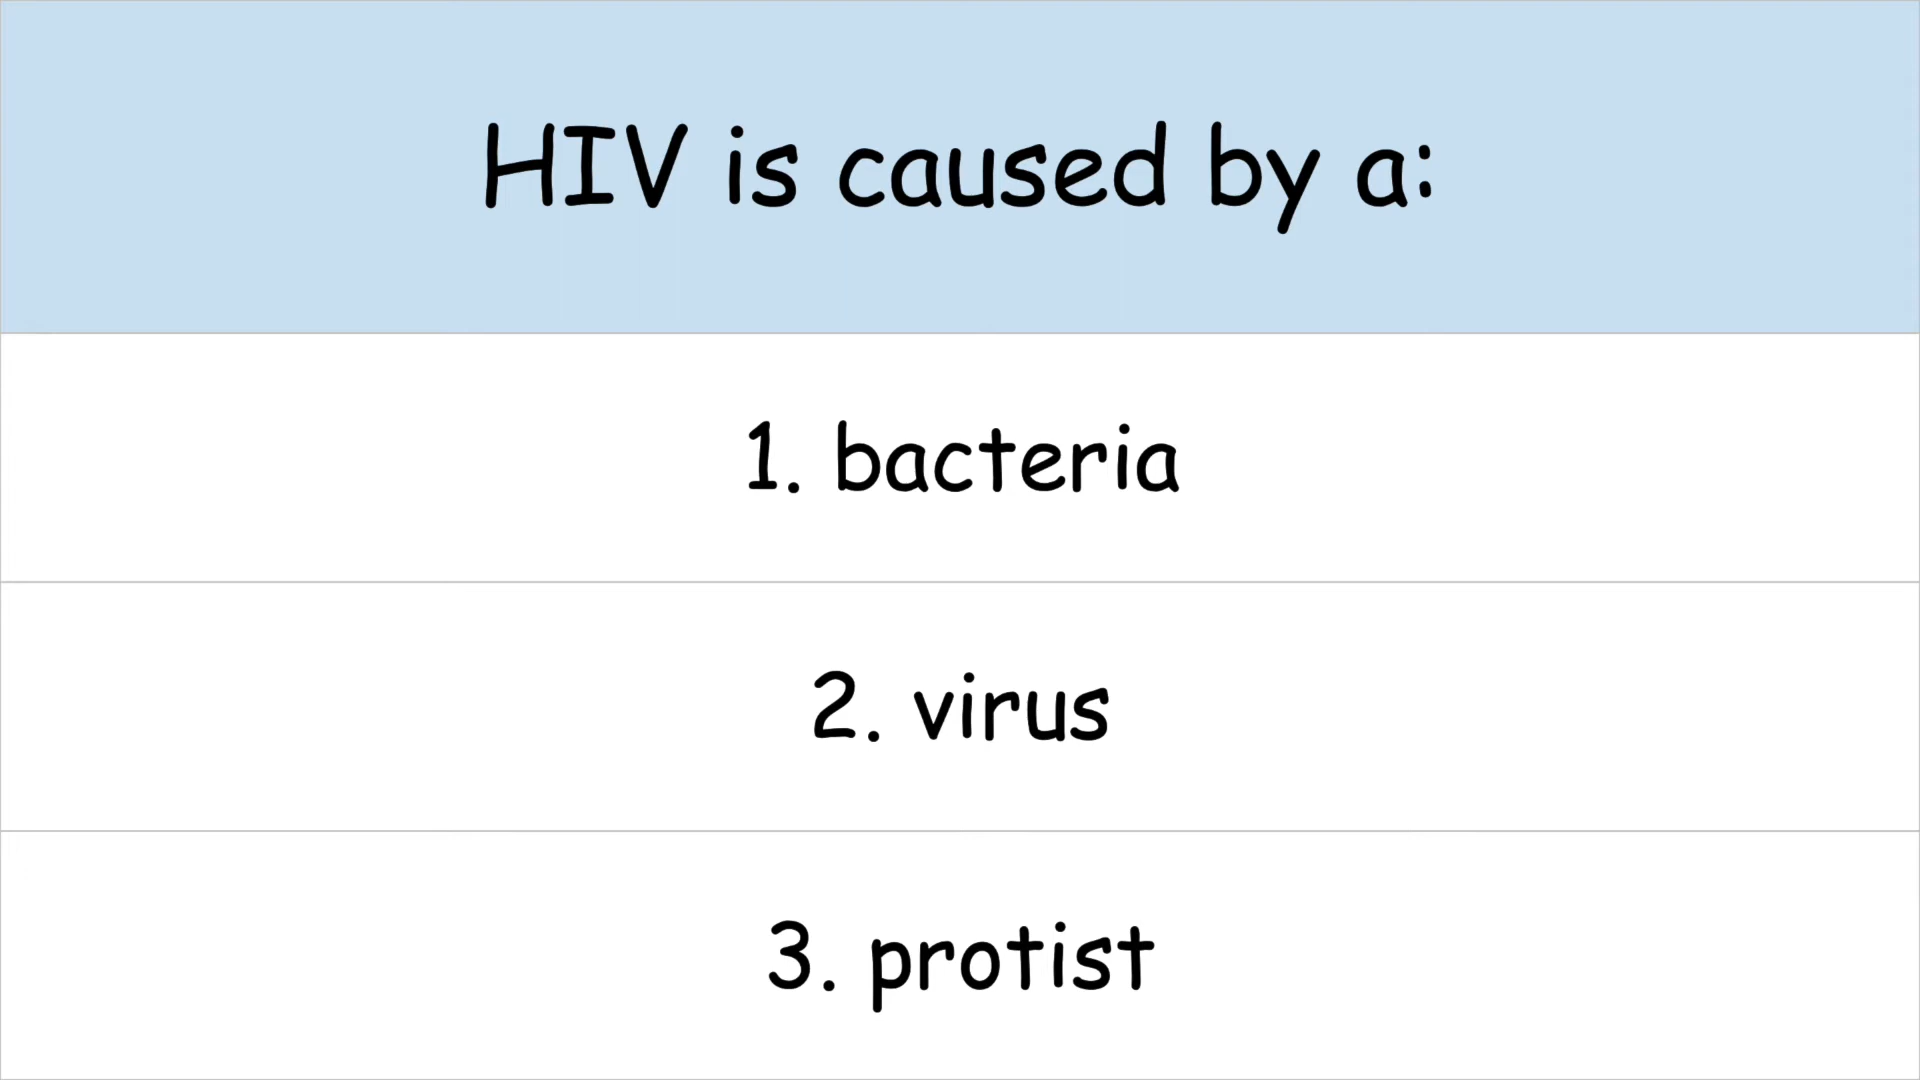 HIV is caused by a:
1. bacteria
2. virus
3. protist